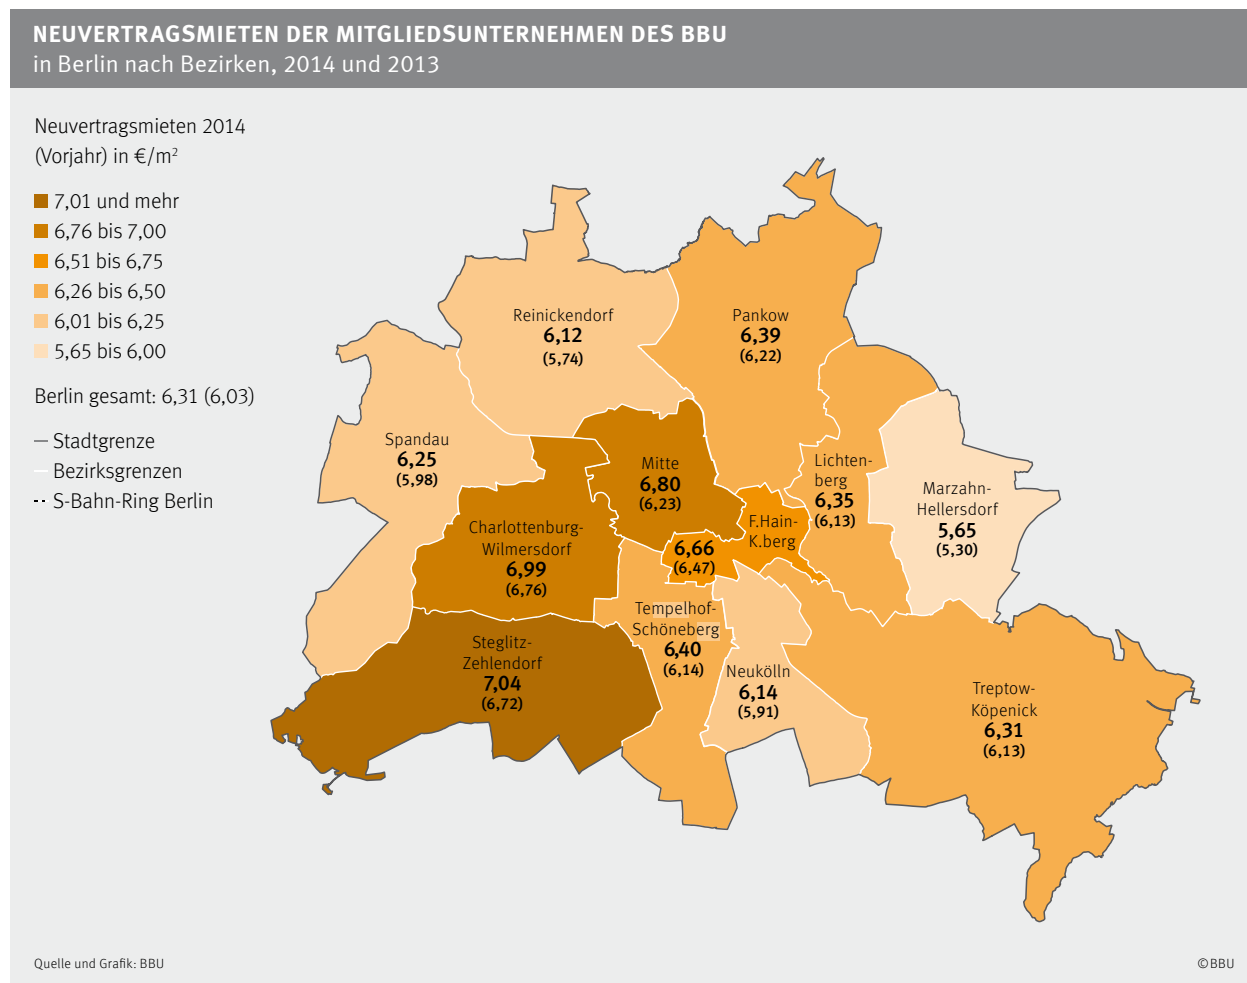 NEUVERTRAGSMIETEN DER MITGLIEDSUNTERNEHMEN DES BBU
in Berlin nach Bezirken, 2014 und 2013
Neuvertragsmieten 2014
(Vorjahr) in €/m²
7,01 und mehr
6,76 bis 7,00
6,51 bis 6,75
6,26 bis 6,50
6,01 bis 6,25
5,65 bis 6,00
Berlin gesamt: 6,31 (6,03)
Stadtgrenze
Bezirksgrenzen
S-Bahn-Ring Berlin
Reinickendorf
6,12
(5,74)
Pankow
6,39
(6,22)
Spandau
6,25
(5,98)
Mitte
6,80
(6,23)
Lichten-
berg
6,35
(6,13)
Marzahn-
Hellersdorf
5,65
(5,30)
Charlottenburg-
Wilmersdorf
6,99
(6,76)
F.Hain-
K.berg
6,66
(6,47)
Tempelhof-
Schöneberg
6,40
(6,14)
Steglitz-
Zehlendorf
7,04
(6,72)
Neukölln
6,14
(5,91)
Treptow-
Köpenick
6,31
(6,13)
Quelle und Grafik: BBU
©BBU